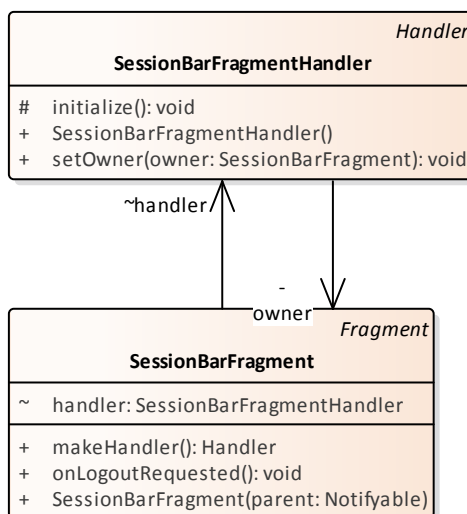 Handler
SessionBarFragmentHandler
# initialize(): void
+ SessionBarFragmentHandler()
+ setOwner(owner: SessionBarFragment): void
~handler
-
owner
Fragment
SessionBarFragment
~ handler: SessionBarFragmentHandler
+ makeHandler(): Handler
+ onLogoutRequested(): void
+ SessionBarFragment(parent: Notifyable)